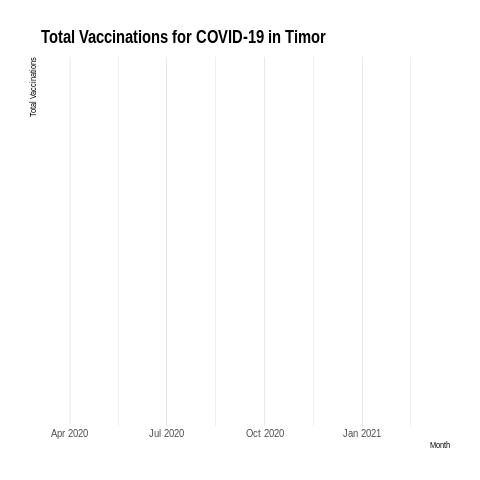 Total Vaccinations for COVID-19 in Timor
Total Vaccinations
Apr 2020
Jul 2020
Oct 2020
Jan 2021
Month